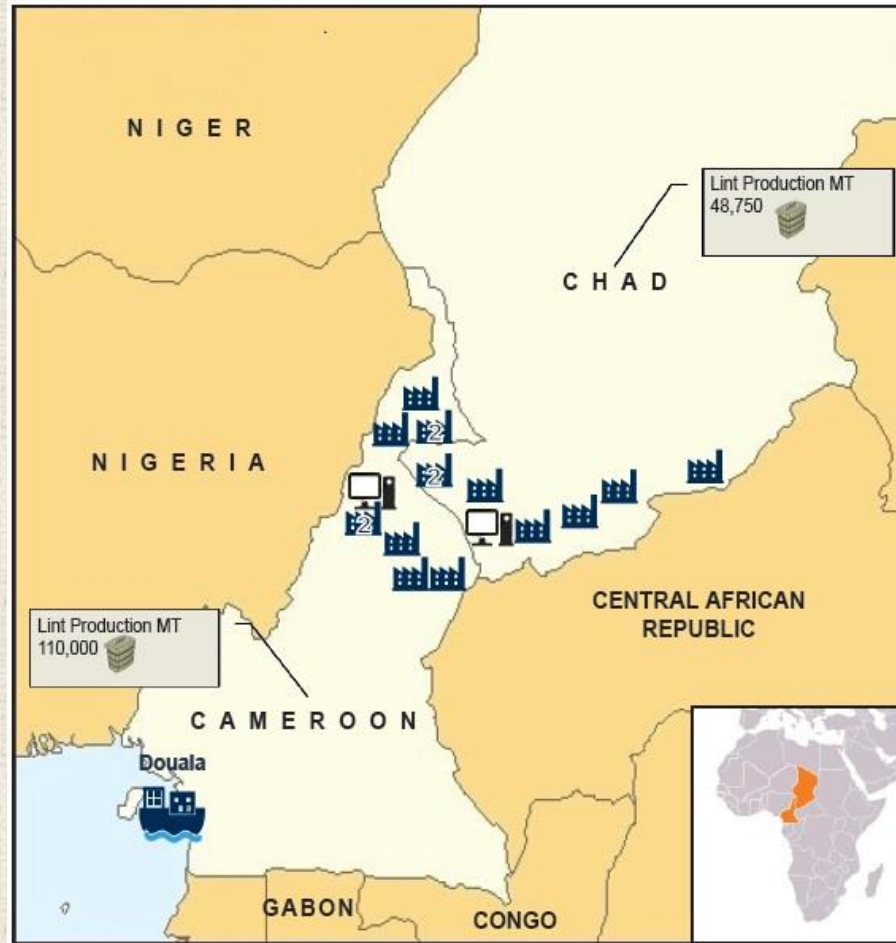 NIGER
Lint Production MT
48,750
CHAD
NIGERIA
2
2
2
CENTRAL AFRICAN
REPUBLIC
Lint Production MT
110,000
CAMEROON
Douala
GABON
CONGO